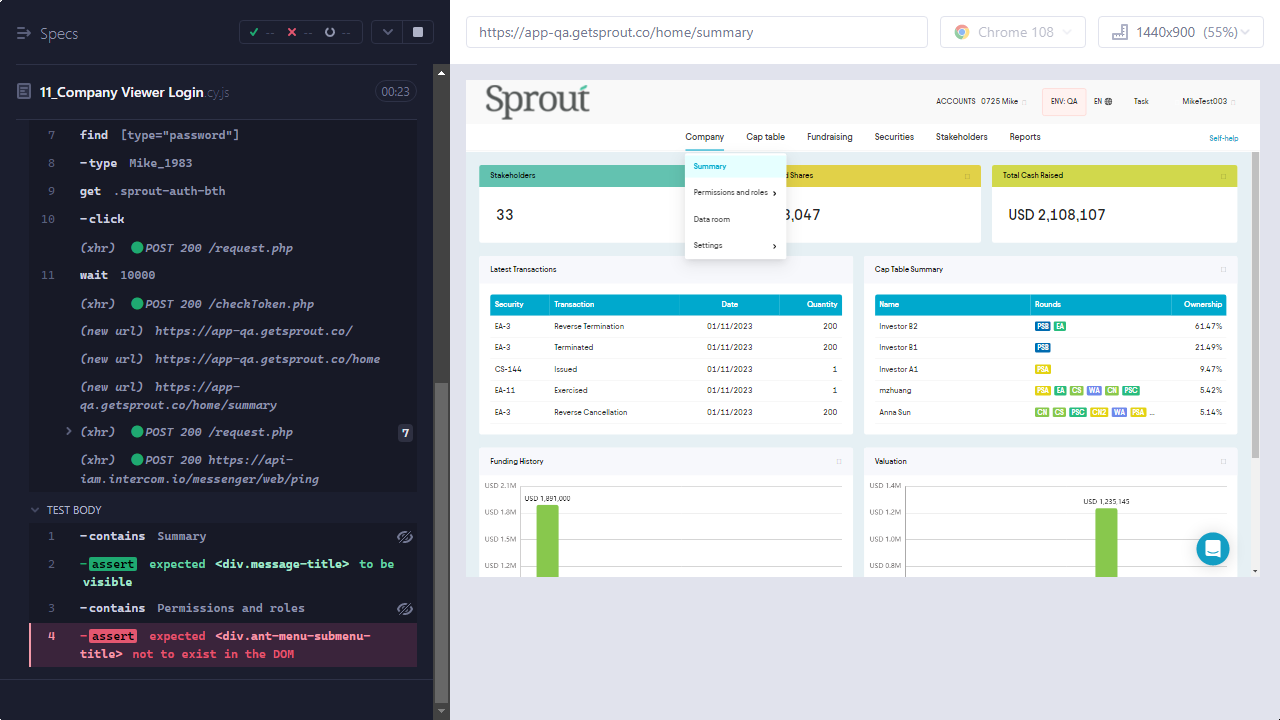 Specs
-- -- --
https://app-qa.getsprout.co/home/summary
Chrome 108
1440x900 (55%)
11_Company Viewer Login.cy.js
00:23
7 find [type="password"]
8 -type Mike_1983
9 get .sprout-auth-bth
10 -click
(xhr) POST 200 /request.php
11 wait 10000
(xhr) POST 200 /checkToken.php
(new url) https://app-qa.getsprout.co/
(new url) https://app-qa.getsprout.co/home
(new url) https://app-
qa.getsprout.co/home/summary
(xhr) POST 200 /request.php 7
(xhr) POST 200 https://api-
iam.intercom.io/messenger/web/ping
TEST BODY
1 -contains Summary
2 -assert expected <div.message-title> to be
visible
3 -contains Permissions and roles
4 -assert expected <div.ant-menu-submenu-
title> not to exist in the DOM
Sprout
ACCOUNTS 0725 Mike
ENV: QA
EN
Task
MikeTest003
Company Cap table Fundraising Securities Stakeholders Reports
Self-help
Summary
Permissions and roles
Data room
Settings
Stakeholders
33
d Shares
3,047
Total Cash Raised
USD 2,108,107
Latest Transactions
Security Transaction Date Quantity
EA-3 Reverse Termination 01/11/2023 200
EA-3 Terminated 01/11/2023 200
CS-144 Issued 01/11/2023 1
EA-11 Exercised 01/11/2023 1
EA-3 Reverse Cancellation 01/11/2023 200
Cap Table Summary
Name Rounds Ownership
Investor B2 PSB EA 61.47%
Investor B1 PSB 21.49%
Investor A1 PSA 9.47%
mzhuang PSA EA CS WA CN PSC 5.42%
Anna Sun CN CS PSC CN2 WA PSA ... 5.14%
Funding History
USD 2.1M
USD 1,891,000
USD 1.8M
USD 1.5M
USD 1.2M
Valuation
USD 1.4M
USD 1,235,145
USD 1.2M
USD 1.0M
USD 0.8M